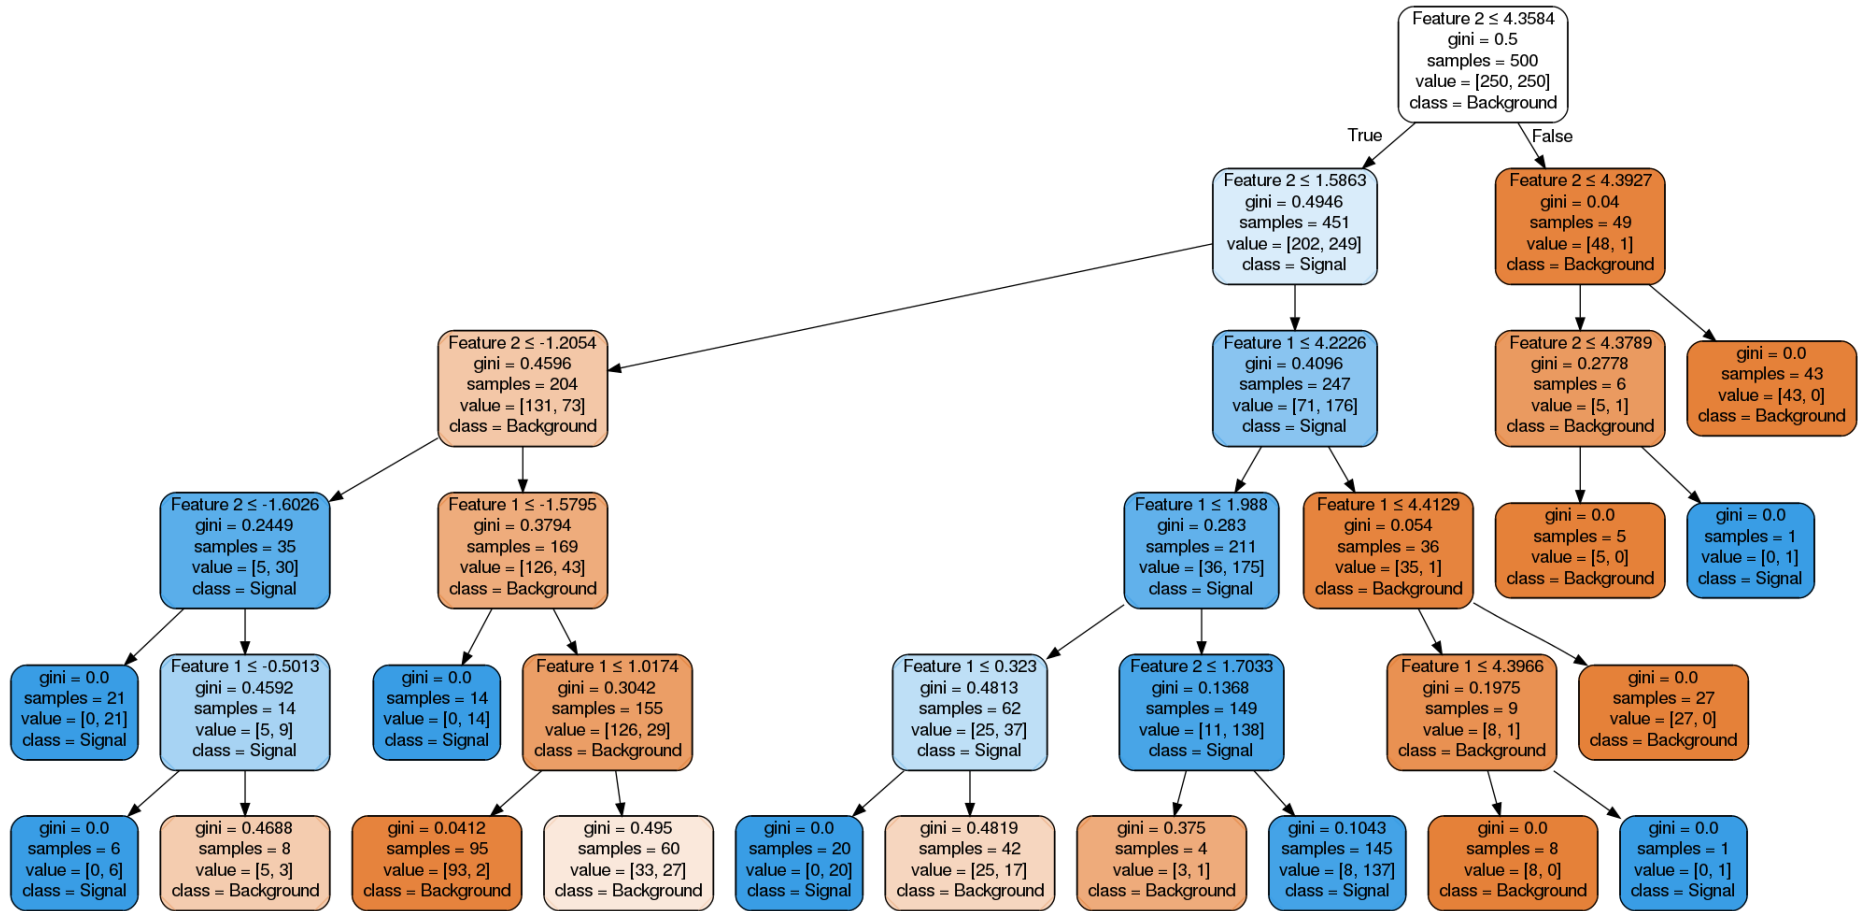 Feature 2 ≤ 4.3584
gini = 0.5
samples = 500
value = [250, 250]
class = Background
True
False
Feature 2 ≤ 1.5863
gini = 0.4946
samples = 451
value = [202, 249]
class = Signal
Feature 2 ≤ 4.3927
gini = 0.04
samples = 49
value = [48, 1]
class = Background
Feature 2 ≤ -1.2054
gini = 0.4596
samples = 204
value = [131, 73]
class = Background
Feature 1 ≤ 4.2226
gini = 0.4096
samples = 247
value = [71, 176]
class = Signal
Feature 2 ≤ 4.3789
gini = 0.2778
samples = 6
value = [5, 1]
class = Background
gini = 0.0
samples = 43
value = [43, 0]
class = Background
Feature 2 ≤ -1.6026
gini = 0.2449
samples = 35
value = [5, 30]
class = Signal
Feature 1 ≤ -1.5795
gini = 0.3794
samples = 169
value = [126, 43]
class = Background
Feature 1 ≤ 1.988
gini = 0.283
samples = 211
value = [36, 175]
class = Signal
Feature 1 ≤ 4.4129
gini = 0.054
samples = 36
value = [35, 1]
class = Background
gini = 0.0
samples = 5
value = [5, 0]
class = Background
gini = 0.0
samples = 1
value = [0, 1]
class = Signal
gini = 0.0
samples = 21
value = [0, 21]
class = Signal
Feature 1 ≤ -0.5013
gini = 0.4592
samples = 14
value = [5, 9]
class = Signal
gini = 0.0
samples = 14
value = [0, 14]
class = Signal
Feature 1 ≤ 1.0174
gini = 0.3042
samples = 155
value = [126, 29]
class = Background
Feature 1 ≤ 0.323
gini = 0.4813
samples = 62
value = [25, 37]
class = Signal
Feature 2 ≤ 1.7033
gini = 0.1368
samples = 149
value = [11, 138]
class = Signal
Feature 1 ≤ 4.3966
gini = 0.1975
samples = 9
value = [8, 1]
class = Background
gini = 0.0
samples = 27
value = [27, 0]
class = Background
gini = 0.0
samples = 6
value = [0, 6]
class = Signal
gini = 0.4688
samples = 8
value = [5, 3]
class = Background
gini = 0.0412
samples = 95
value = [93, 2]
class = Background
gini = 0.495
samples = 60
value = [33, 27]
class = Background
gini = 0.0
samples = 20
value = [0, 20]
class = Signal
gini = 0.4819
samples = 42
value = [25, 17]
class = Background
gini = 0.375
samples = 4
value = [3, 1]
class = Background
gini = 0.1043
samples = 145
value = [8, 137]
class = Signal
gini = 0.0
samples = 8
value = [8, 0]
class = Background
gini = 0.0
samples = 1
value = [0, 1]
class = Signal